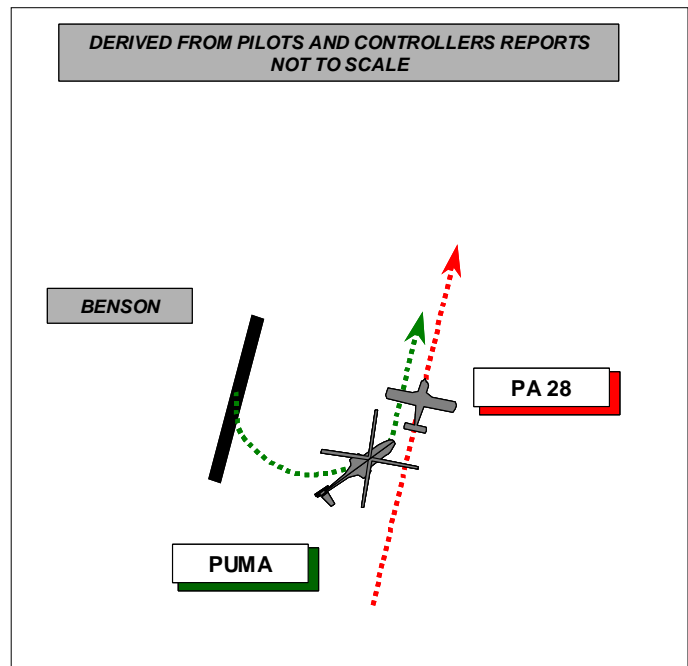 DERIVED FROM PILOTS AND CONTROLLERS REPORTS
NOT TO SCALE
BENSON
PA 28
PUMA